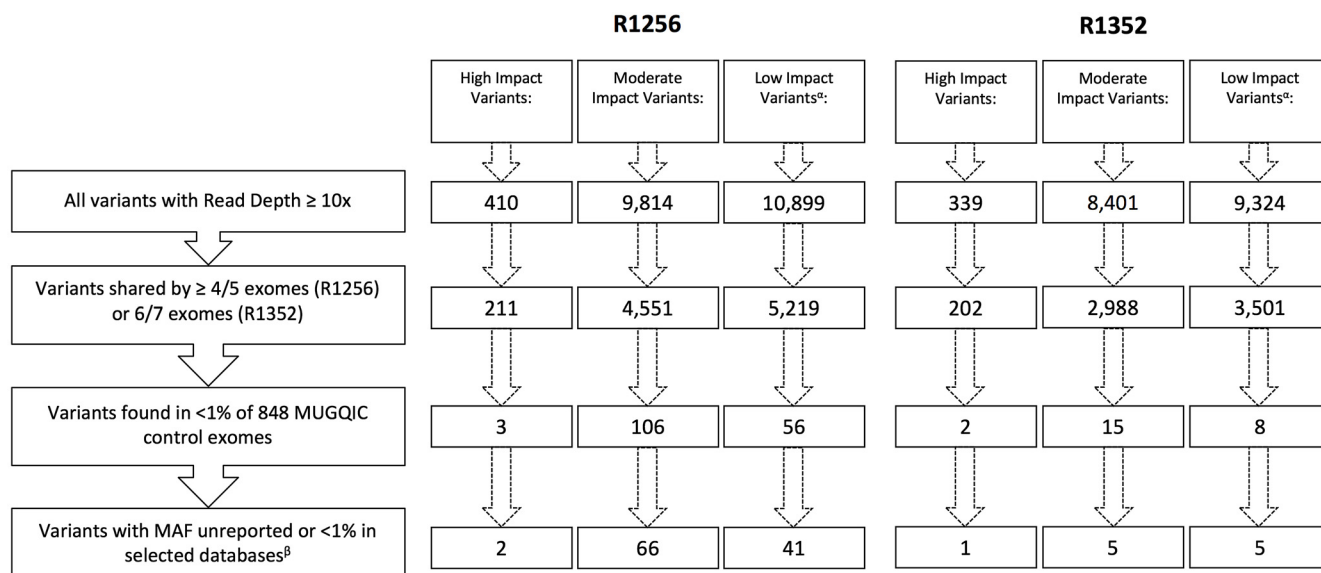 R1256
R1352
High Impact
Variants:
Moderate
Impact Variants:
Low Impact
Variantsᵅ:
High Impact
Variants:
Moderate
Impact Variants:
Low Impact
Variantsᵅ:
All variants with Read Depth ≥ 10x
410
9,814
10,899
339
8,401
9,324
Variants shared by ≥ 4/5 exomes (R1256)
or 6/7 exomes (R1352)
211
4,551
5,219
202
2,988
3,501
Variants found in <1% of 848 MUGQIC
control exomes
3
106
56
2
15
8
Variants with MAF unreported or <1% in
selected databasesᵝ
2
66
41
1
5
5